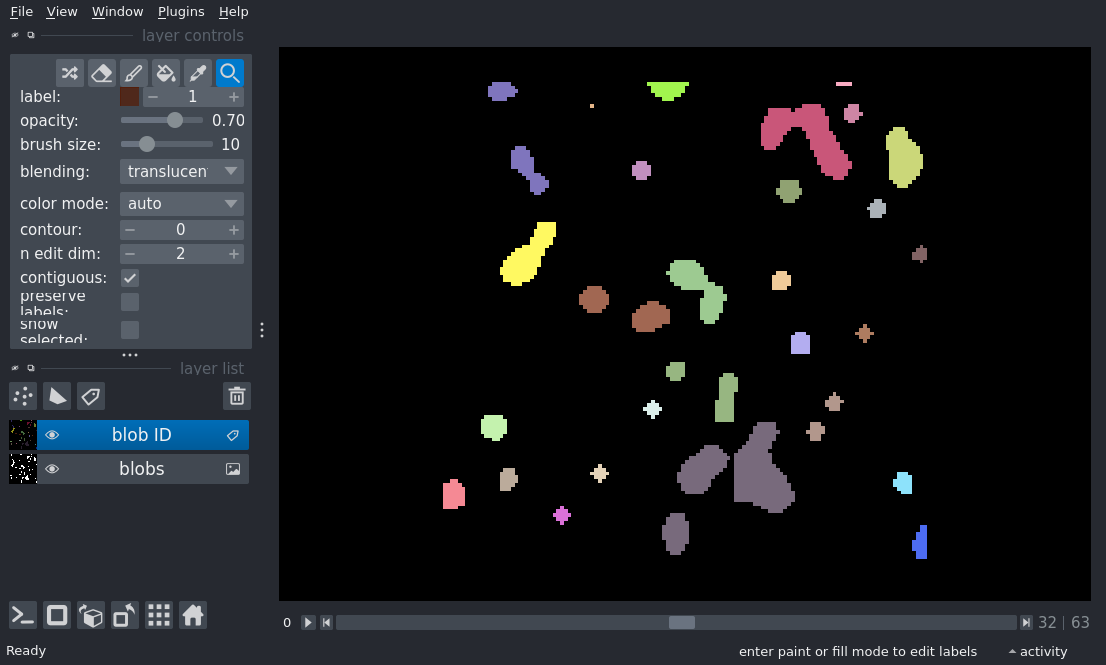 File View Window Plugins Help
layer controls
label: 1
opacity: 0.70
brush size: 10
blending: translucen
color mode: auto
contour: 0
n edit dim: 2
contiguous:
preserve
labels:
show
selected:
layer list
blob ID
blobs
0 32 | 63
Ready enter paint or fill mode to edit labels activity